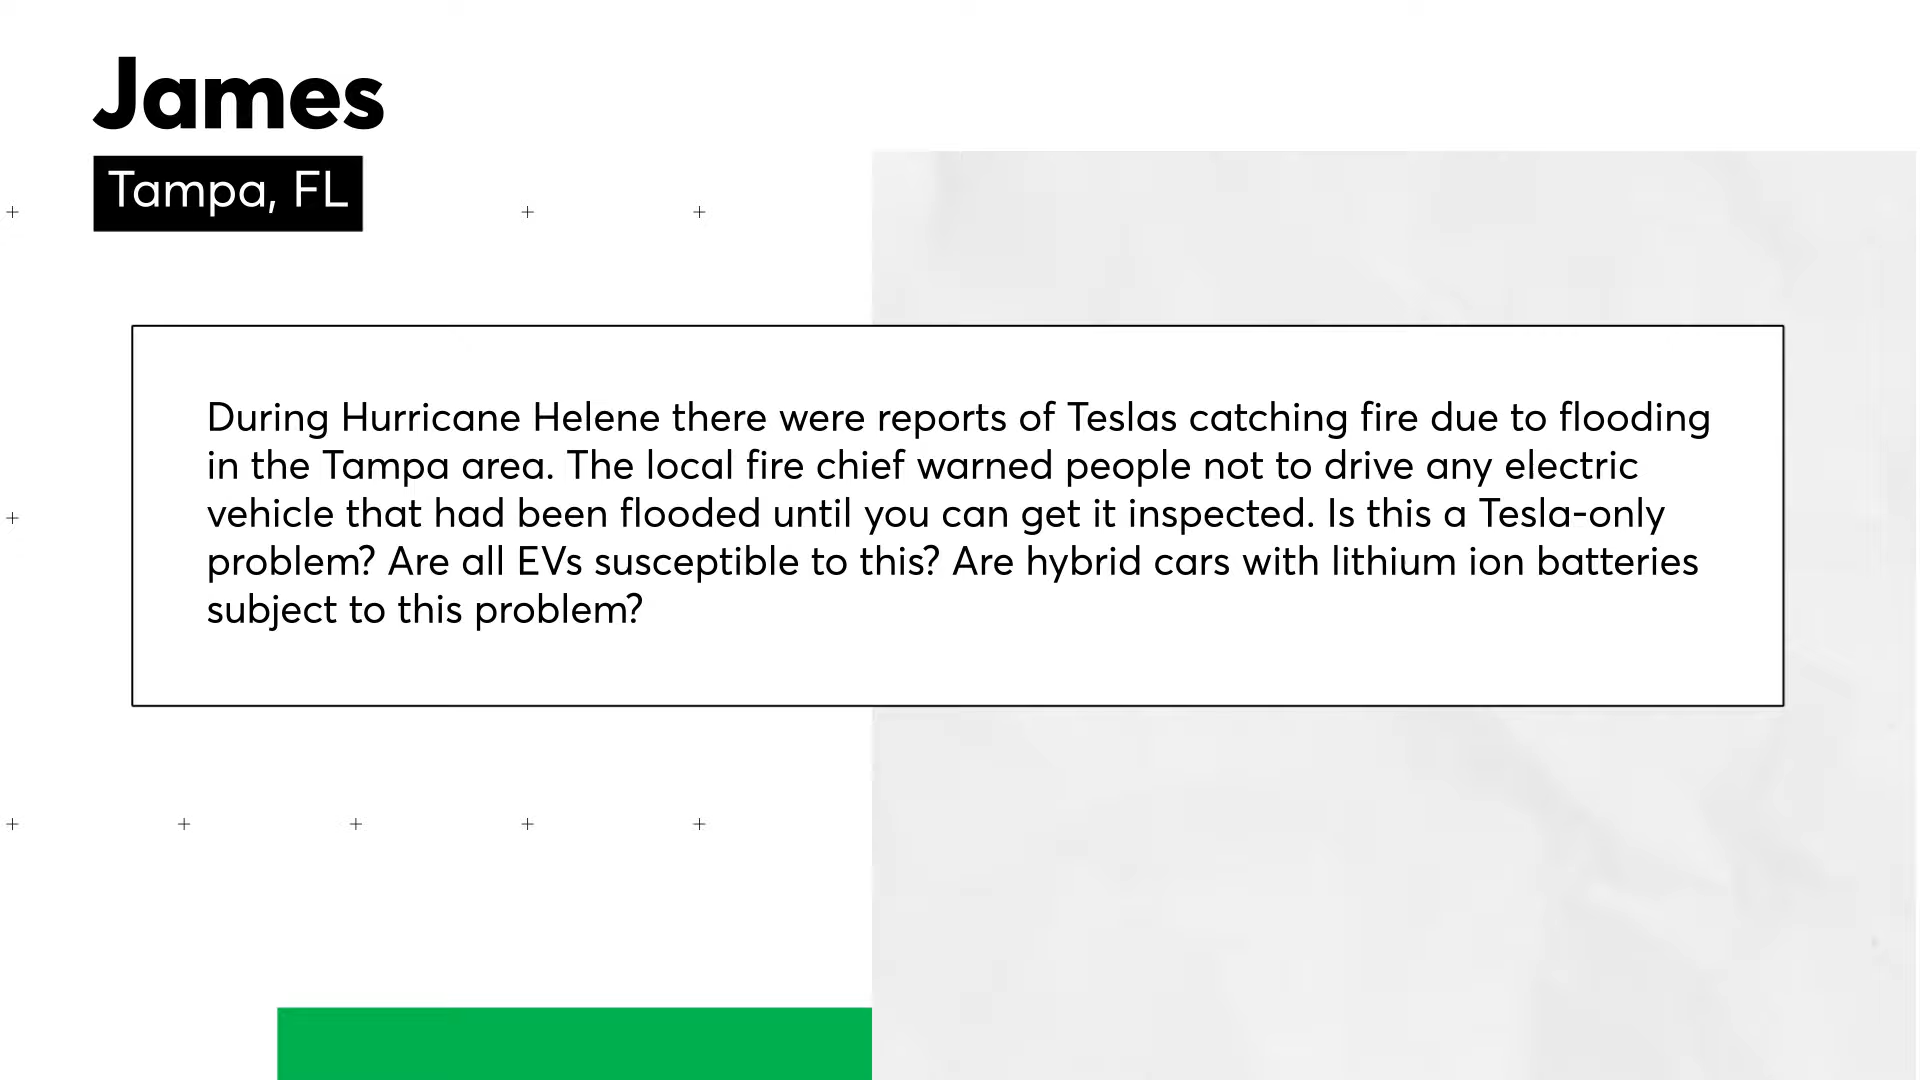 James
Tampa, FL
During Hurricane Helene there were reports of Teslas catching fire due to flooding
in the Tampa area. The local fire chief warned people not to drive any electric
vehicle that had been flooded until you can get it inspected. Is this a Tesla-only
problem? Are all EVs susceptible to this? Are hybrid cars with lithium ion batteries
subject to this problem?